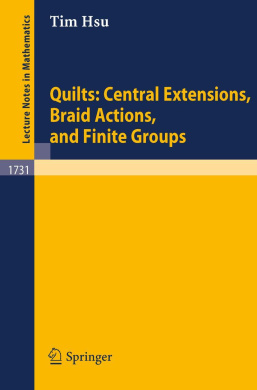 Tim Hsu
Lecture Notes in Mathematics
Quilts: Central Extensions,
Braid Actions,
and Finite Groups
1731
Springer